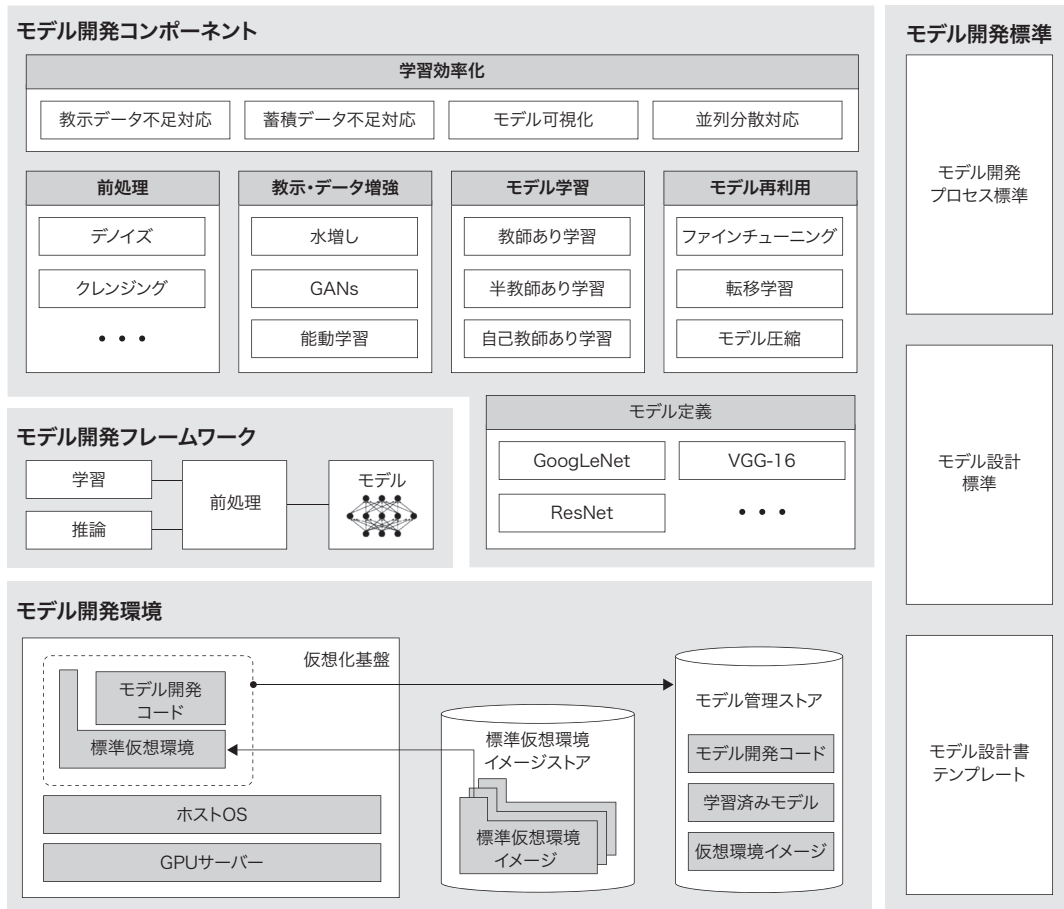 モデル開発コンポーネント
学習効率化
教示データ不足対応
蓄積データ不足対応
モデル可視化
並列分散対応
前処理
デノイズ
クレンジング
・・・
教示・データ増強
水増し
GANs
能動学習
モデル学習
教師あり学習
半教師あり学習
自己教師あり学習
モデル再利用
ファインチューニング
転移学習
モデル圧縮
モデル定義
GoogLeNet
VGG-16
ResNet
・・・
モデル開発フレームワーク
学習
推論
前処理
モデル
モデル開発環境
仮想化基盤
モデル開発
コード
標準仮想環境
ホストOS
GPUサーバー
標準仮想環境
イメージストア
標準仮想環境
イメージ
モデル管理ストア
モデル開発コード
学習済みモデル
仮想環境イメージ
モデル開発標準
モデル開発
プロセス標準
モデル設計
標準
モデル設計書
テンプレート